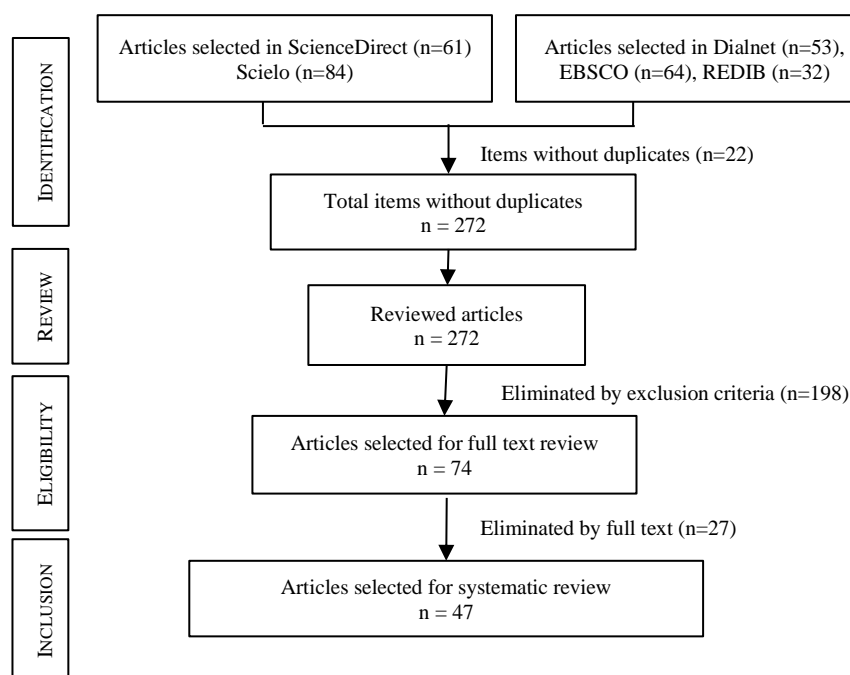 IDENTIFICATION
Articles selected in ScienceDirect (n=61)
Scielo (n=84)
Articles selected in Dialnet (n=53),
EBSCO (n=64), REDIB (n=32)
Items without duplicates (n=22)
Total items without duplicates
n = 272
REVIEW
Reviewed articles
n = 272
Eliminated by exclusion criteria (n=198)
ELIGIBILITY
Articles selected for full text review
n = 74
Eliminated by full text (n=27)
INCLUSION
Articles selected for systematic review
n = 47